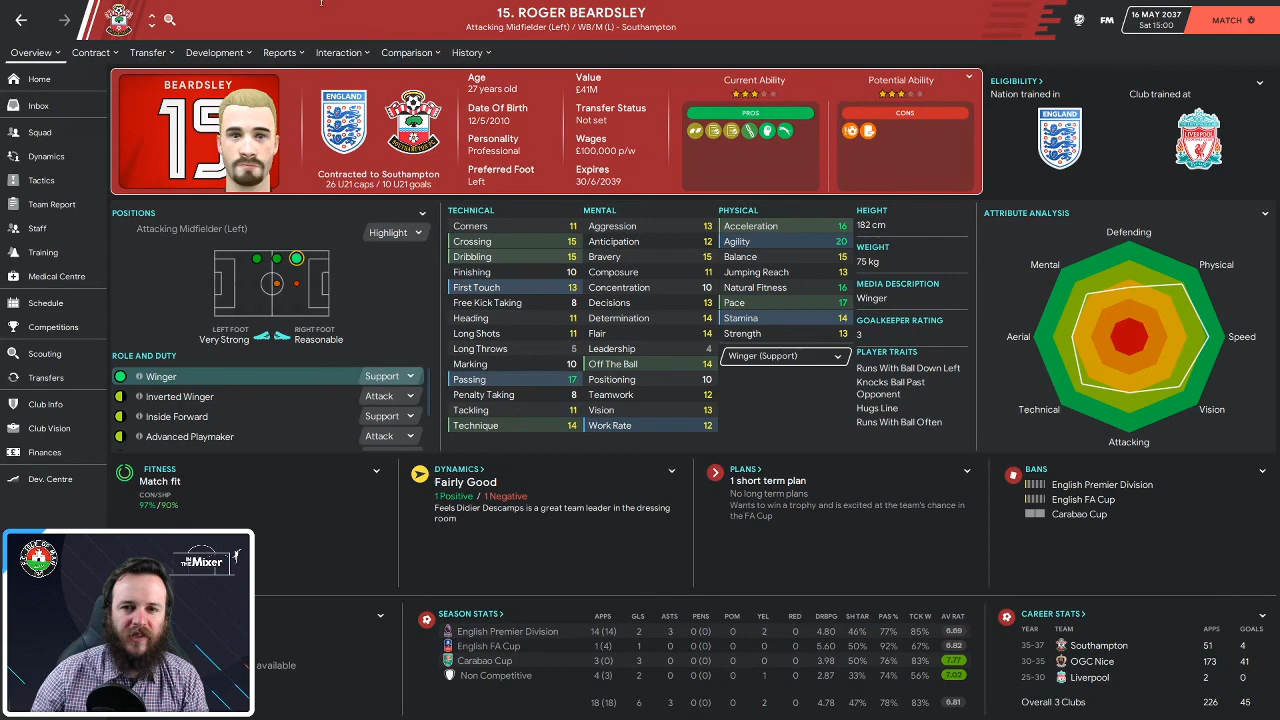 15. ROGER BEARDSLEY
Attacking Midfielder (Left) / WB/M (L) - Southampton
FM
16 MAY 2037
Sat 15:00
MATCH
Overview
Contract
Transfer
Development
Reports
Interaction
Comparison
History
Home
Inbox
Squad
Dynamics
Tactics
Team Report
Staff
Training
Medical Centre
Schedule
Competitions
Scouting
Transfers
Club Info
Club Vision
Finances
Dev. Centre
BEARDSLEY
15
ENGLAND
Contracted to Southampton
26 U21 caps / 10 U21 goals
Age
27 years old
Date Of Birth
12/5/2010
Personality
Professional
Preferred Foot
Left
Value
£41M
Transfer Status
Not set
Wages
£100,000 p/w
Expires
30/6/2039
Current Ability
PROS
Potential Ability
CONS
ELIGIBILITY
Nation trained in
Club trained at
ENGLAND
POSITIONS
Attacking Midfielder (Left)
Highlight
LEFT FOOT
Very Strong
RIGHT FOOT
Reasonable
ROLE AND DUTY
Winger Support
Inverted Winger Attack
Inside Forward Support
Advanced Playmaker Attack
TECHNICAL
Corners 11
Crossing 15
Dribbling 15
Finishing 10
First Touch 13
Free Kick Taking 8
Heading 11
Long Shots 11
Long Throws 5
Marking 10
Passing 17
Penalty Taking 8
Tackling 11
Technique 14
MENTAL
Aggression 13
Anticipation 12
Bravery 15
Composure 11
Concentration 10
Decisions 13
Determination 14
Flair 14
Leadership 4
Off The Ball 14
Positioning 10
Teamwork 12
Vision 13
Work Rate 12
PHYSICAL
Acceleration 16
Agility 20
Balance 15
Jumping Reach 13
Natural Fitness 16
Pace 17
Stamina 14
Strength 13
Winger (Support)
HEIGHT
182 cm
WEIGHT
75 kg
MEDIA DESCRIPTION
Winger
GOALKEEPER RATING
3
PLAYER TRAITS
Runs With Ball Down Left
Knocks Ball Past
Opponent
Hugs Line
Runs With Ball Often
ATTRIBUTE ANALYSIS
Defending
Mental
Physical
Aerial
Speed
Technical
Vision
Attacking
FITNESS
Match fit
CON/SHP
97% / 90%
DYNAMICS
Fairly Good
1 Positive / 1 Negative
Feels Didier Descamps is a great team leader in the dressing
room
PLANS
1 short term plan
No long term plans
Wants to win a trophy and is excited at the team's chance in
the FA Cup
BANS
English Premier Division
English FA Cup
Carabao Cup
IN THE Mixer
available
SEASON STATS APPS GLS ASTS PENS POM YEL RED DRBPG SH TAR PAS % TCK W AV RAT
English Premier Division 14 (14) 2 3 0 (0) 0 2 0 4.80 46% 77% 85% 6.69
English FA Cup 1 (4) 1 0 0 (0) 0 0 0 5.60 50% 92% 67% 6.82
Carabao Cup 3 (0) 3 0 0 (0) 0 0 0 3.98 50% 76% 83% 7.77
Non Competitive 4 (3) 2 0 0 (0) 0 1 0 2.87 33% 74% 56% 7.02
18 (18) 6 3 0 (0) 0 2 0 4.78 47% 78% 83% 6.81
CAREER STATS
YEAR TEAM APPS GOALS
35-37 Southampton 51 4
30-35 OGC Nice 173 41
25-30 Liverpool 2 0
Overall 3 Clubs 226 45